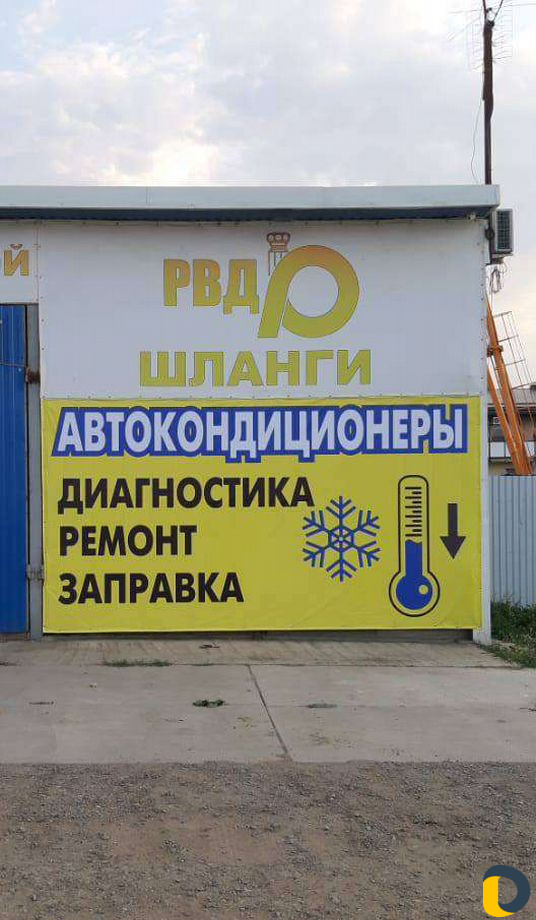 Й
РВД
ШЛАНГИ
АВТОКОНДИЦИОНЕРЫ
ДИАГНОСТИКА
РЕМОНТ
ЗАПРАВКА